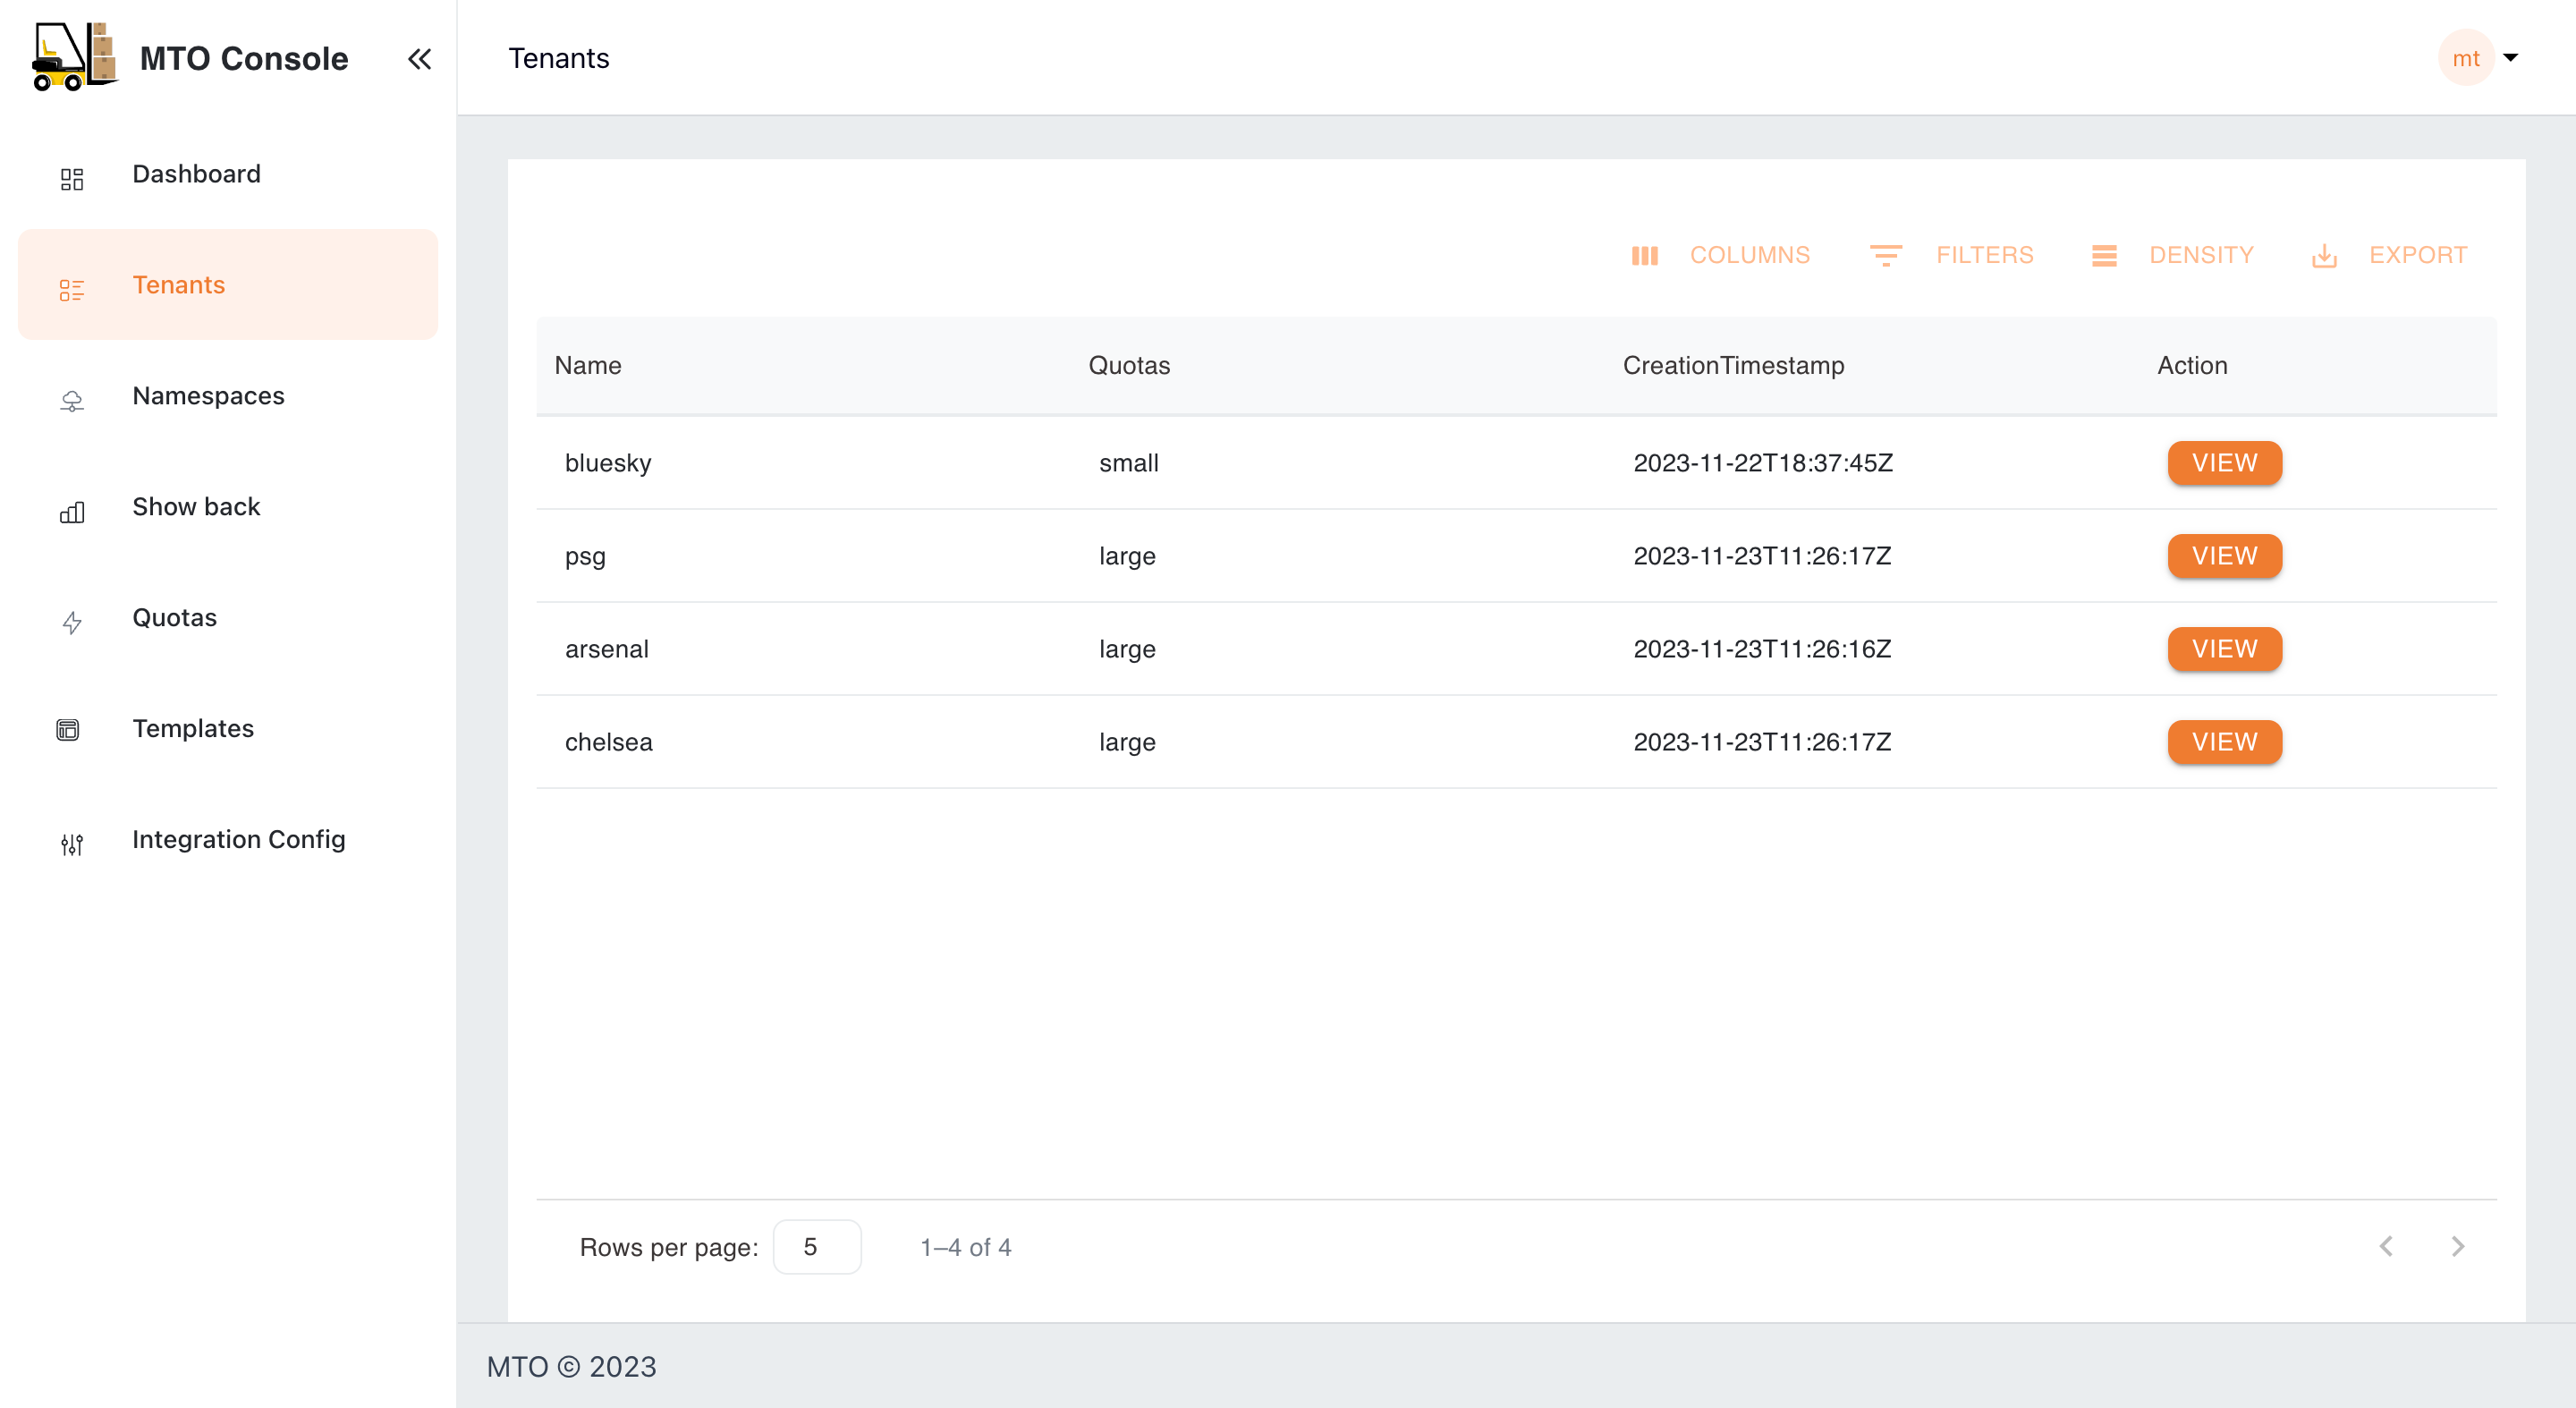 MTO Console
Tenants
mt
Dashboard
Tenants
Namespaces
Show back
Quotas
Templates
Integration Config
COLUMNS FILTERS DENSITY EXPORT
Name Quotas CreationTimestamp Action
bluesky small 2023-11-22T18:37:45Z VIEW
psg large 2023-11-23T11:26:17Z VIEW
arsenal large 2023-11-23T11:26:16Z VIEW
chelsea large 2023-11-23T11:26:17Z VIEW
Rows per page: 5 1–4 of 4
MTO © 2023